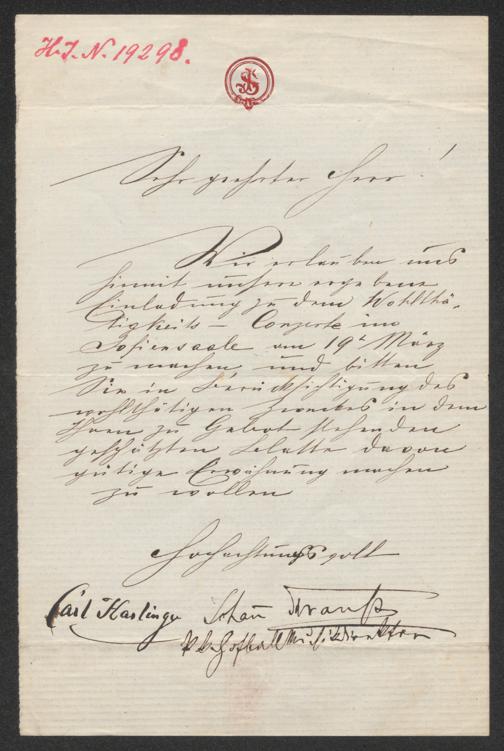 H. I. N. 19298.
JS
Sehr geehrter Herr!
Wir erlauben uns
hiemit unsere ergebene
Einladung zu dem Wohlthä-
tigkeits- Conzerte im
Sofiensaale am 19t März
zu machen, und bitten
Sie in Berücksichtigung des
wohlthätigen Zweckes in dem
Ihnen zu Gebot stehenden
geschätzten Blatte davon
gütige Erwähnung machen
zu wollen
Hochachtungsvoll
Carl Haslinger Johann Strauß
k k Hofballmusikdirektor